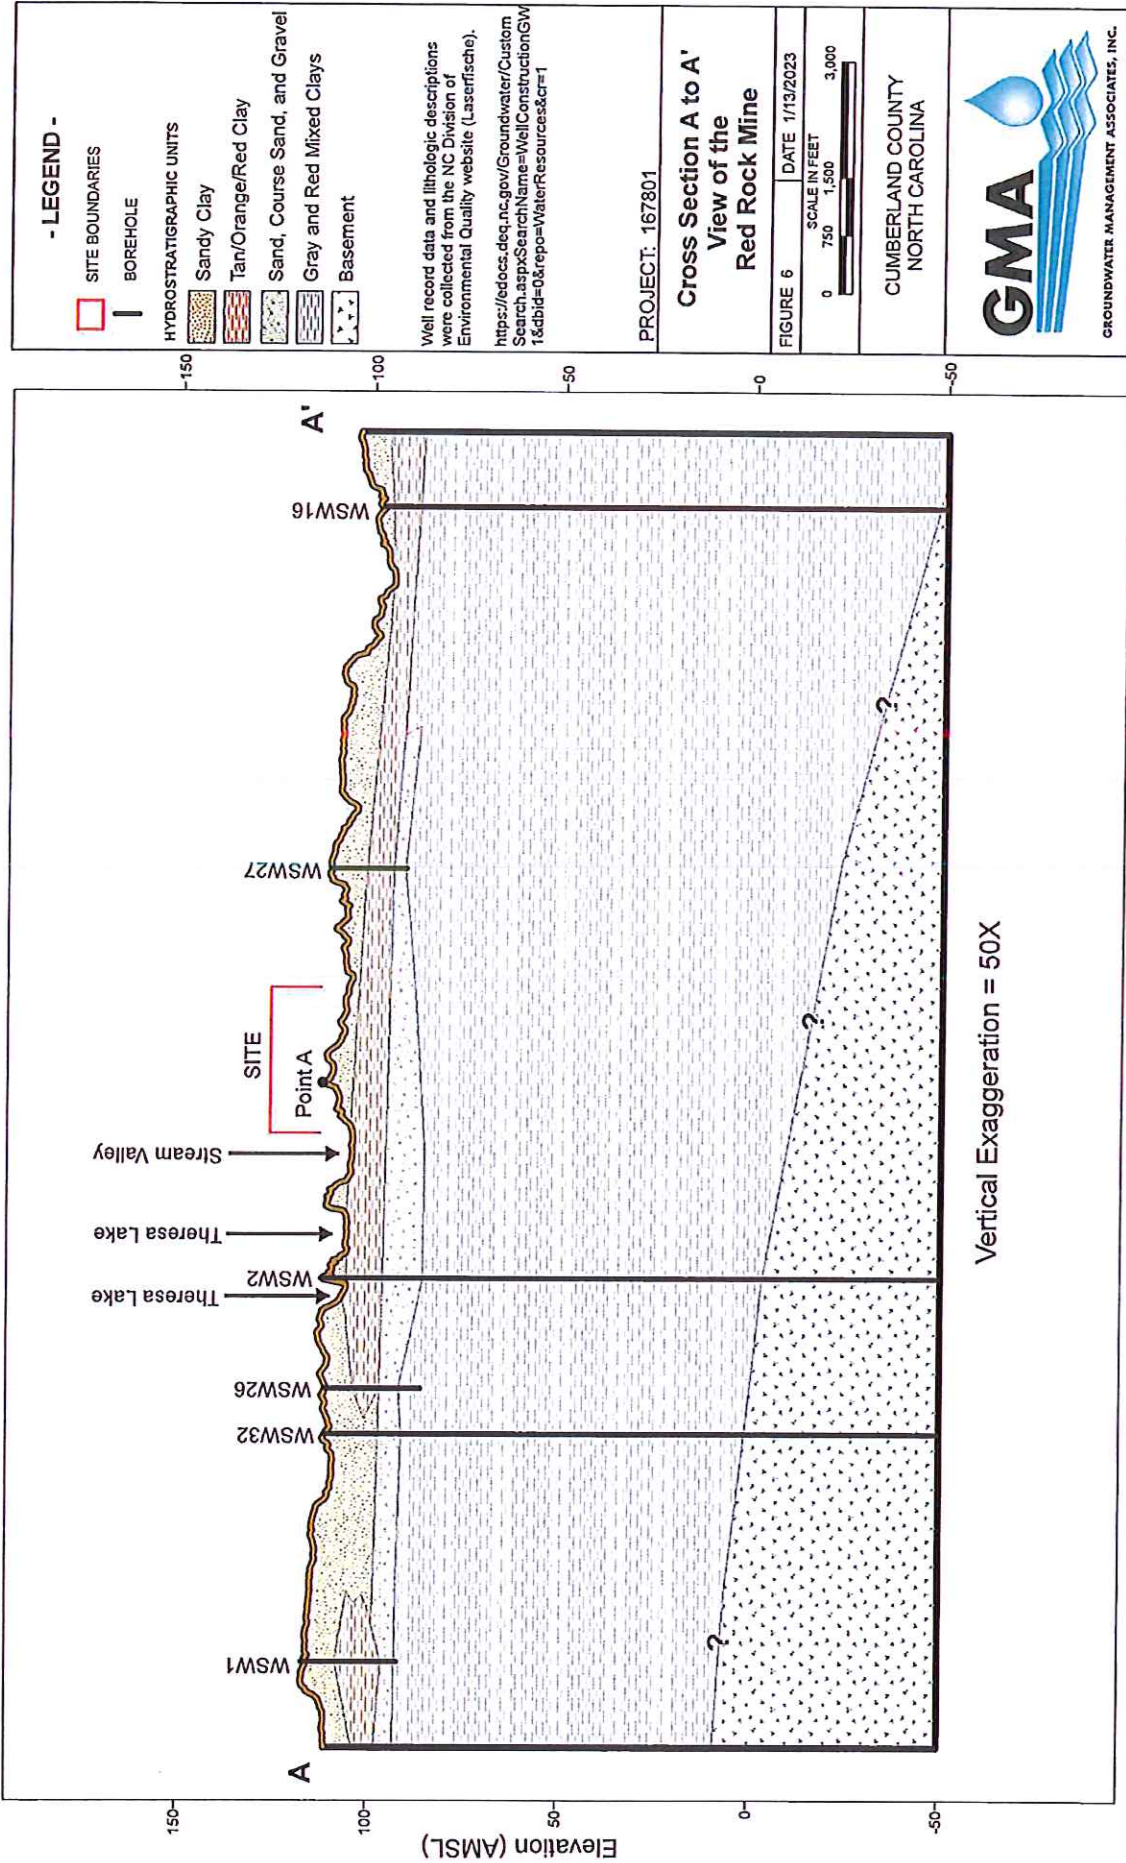 A
A'
WSW1
WSW32
WSW26
Theresa Lake
WSW2
Theresa Lake
Stream Valley
SITE
Point A
WSW27
WSW16
Elevation (AMSL)
150
100
50
0
-50
150
100
50
0
-50
?
?
?
?
Vertical Exaggeration = 50X
- LEGEND -
SITE BOUNDARIES
BOREHOLE
HYDROSTRATIGRAPHIC UNITS
Sandy Clay
Tan/Orange/Red Clay
Sand, Course Sand, and Gravel
Gray and Red Mixed Clays
Basement
Well record data and lithologic descriptions
were collected from the NC Division of
Environmental Quality website (Laserfische).
https://edocs.deq.nc.gov/Groundwater/Custom
Search.aspxSearchName=WellConstructionGW
1&dbid=0&repo=WaterResources&cr=1
PROJECT: 167801
Cross Section A to A'
View of the
Red Rock Mine
FIGURE 6
DATE 1/13/2023
SCALE IN FEET
0 750 1,500 3,000
CUMBERLAND COUNTY
NORTH CAROLINA
GMA
GROUNDWATER MANAGEMENT ASSOCIATES, INC.